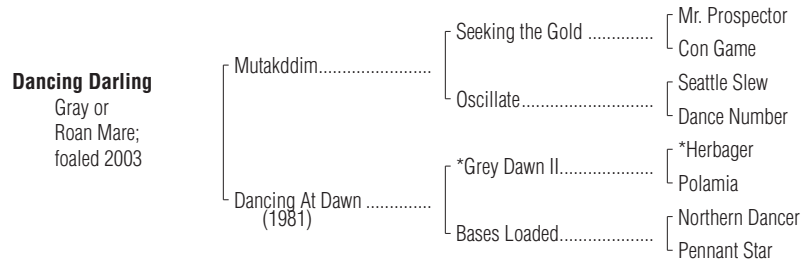 Mr. Prospector
Seeking the Gold ..............
Con Game
Mutakddim........................
Dancing Darling
Seattle Slew
Gray or
Oscillate............................
Roan Mare;
Dance Number
foaled 2003
*Herbager
*Grey Dawn II....................
Polamia
Dancing At Dawn ..............
(1981)
Northern Dancer
Bases Loaded....................
Pennant Star